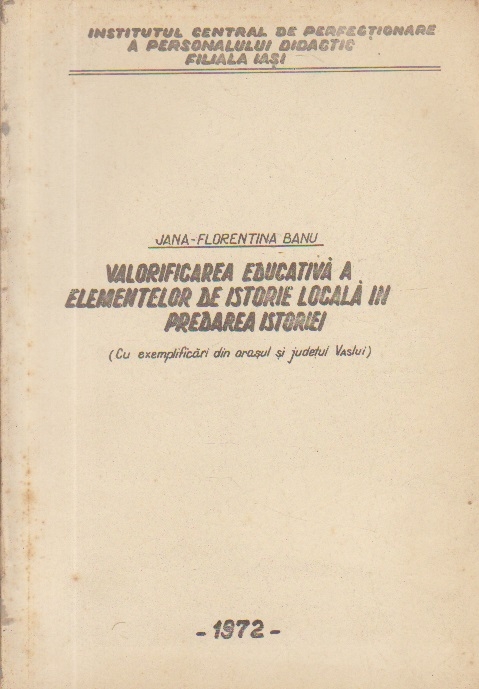 INSTITUTUL CENTRAL DE PERFECȚIONARE
A PERSONALULUI DIDACTIC
FILIALA IAȘI
JANA-FLORENTINA BANU
VALORIFICAREA EDUCATIVĂ A
ELEMENTELOR DE ISTORIE LOCALĂ IN
PREDAREA ISTORIEI
(Cu exemplificări din orașul și județul Vaslui)
- 1972 -